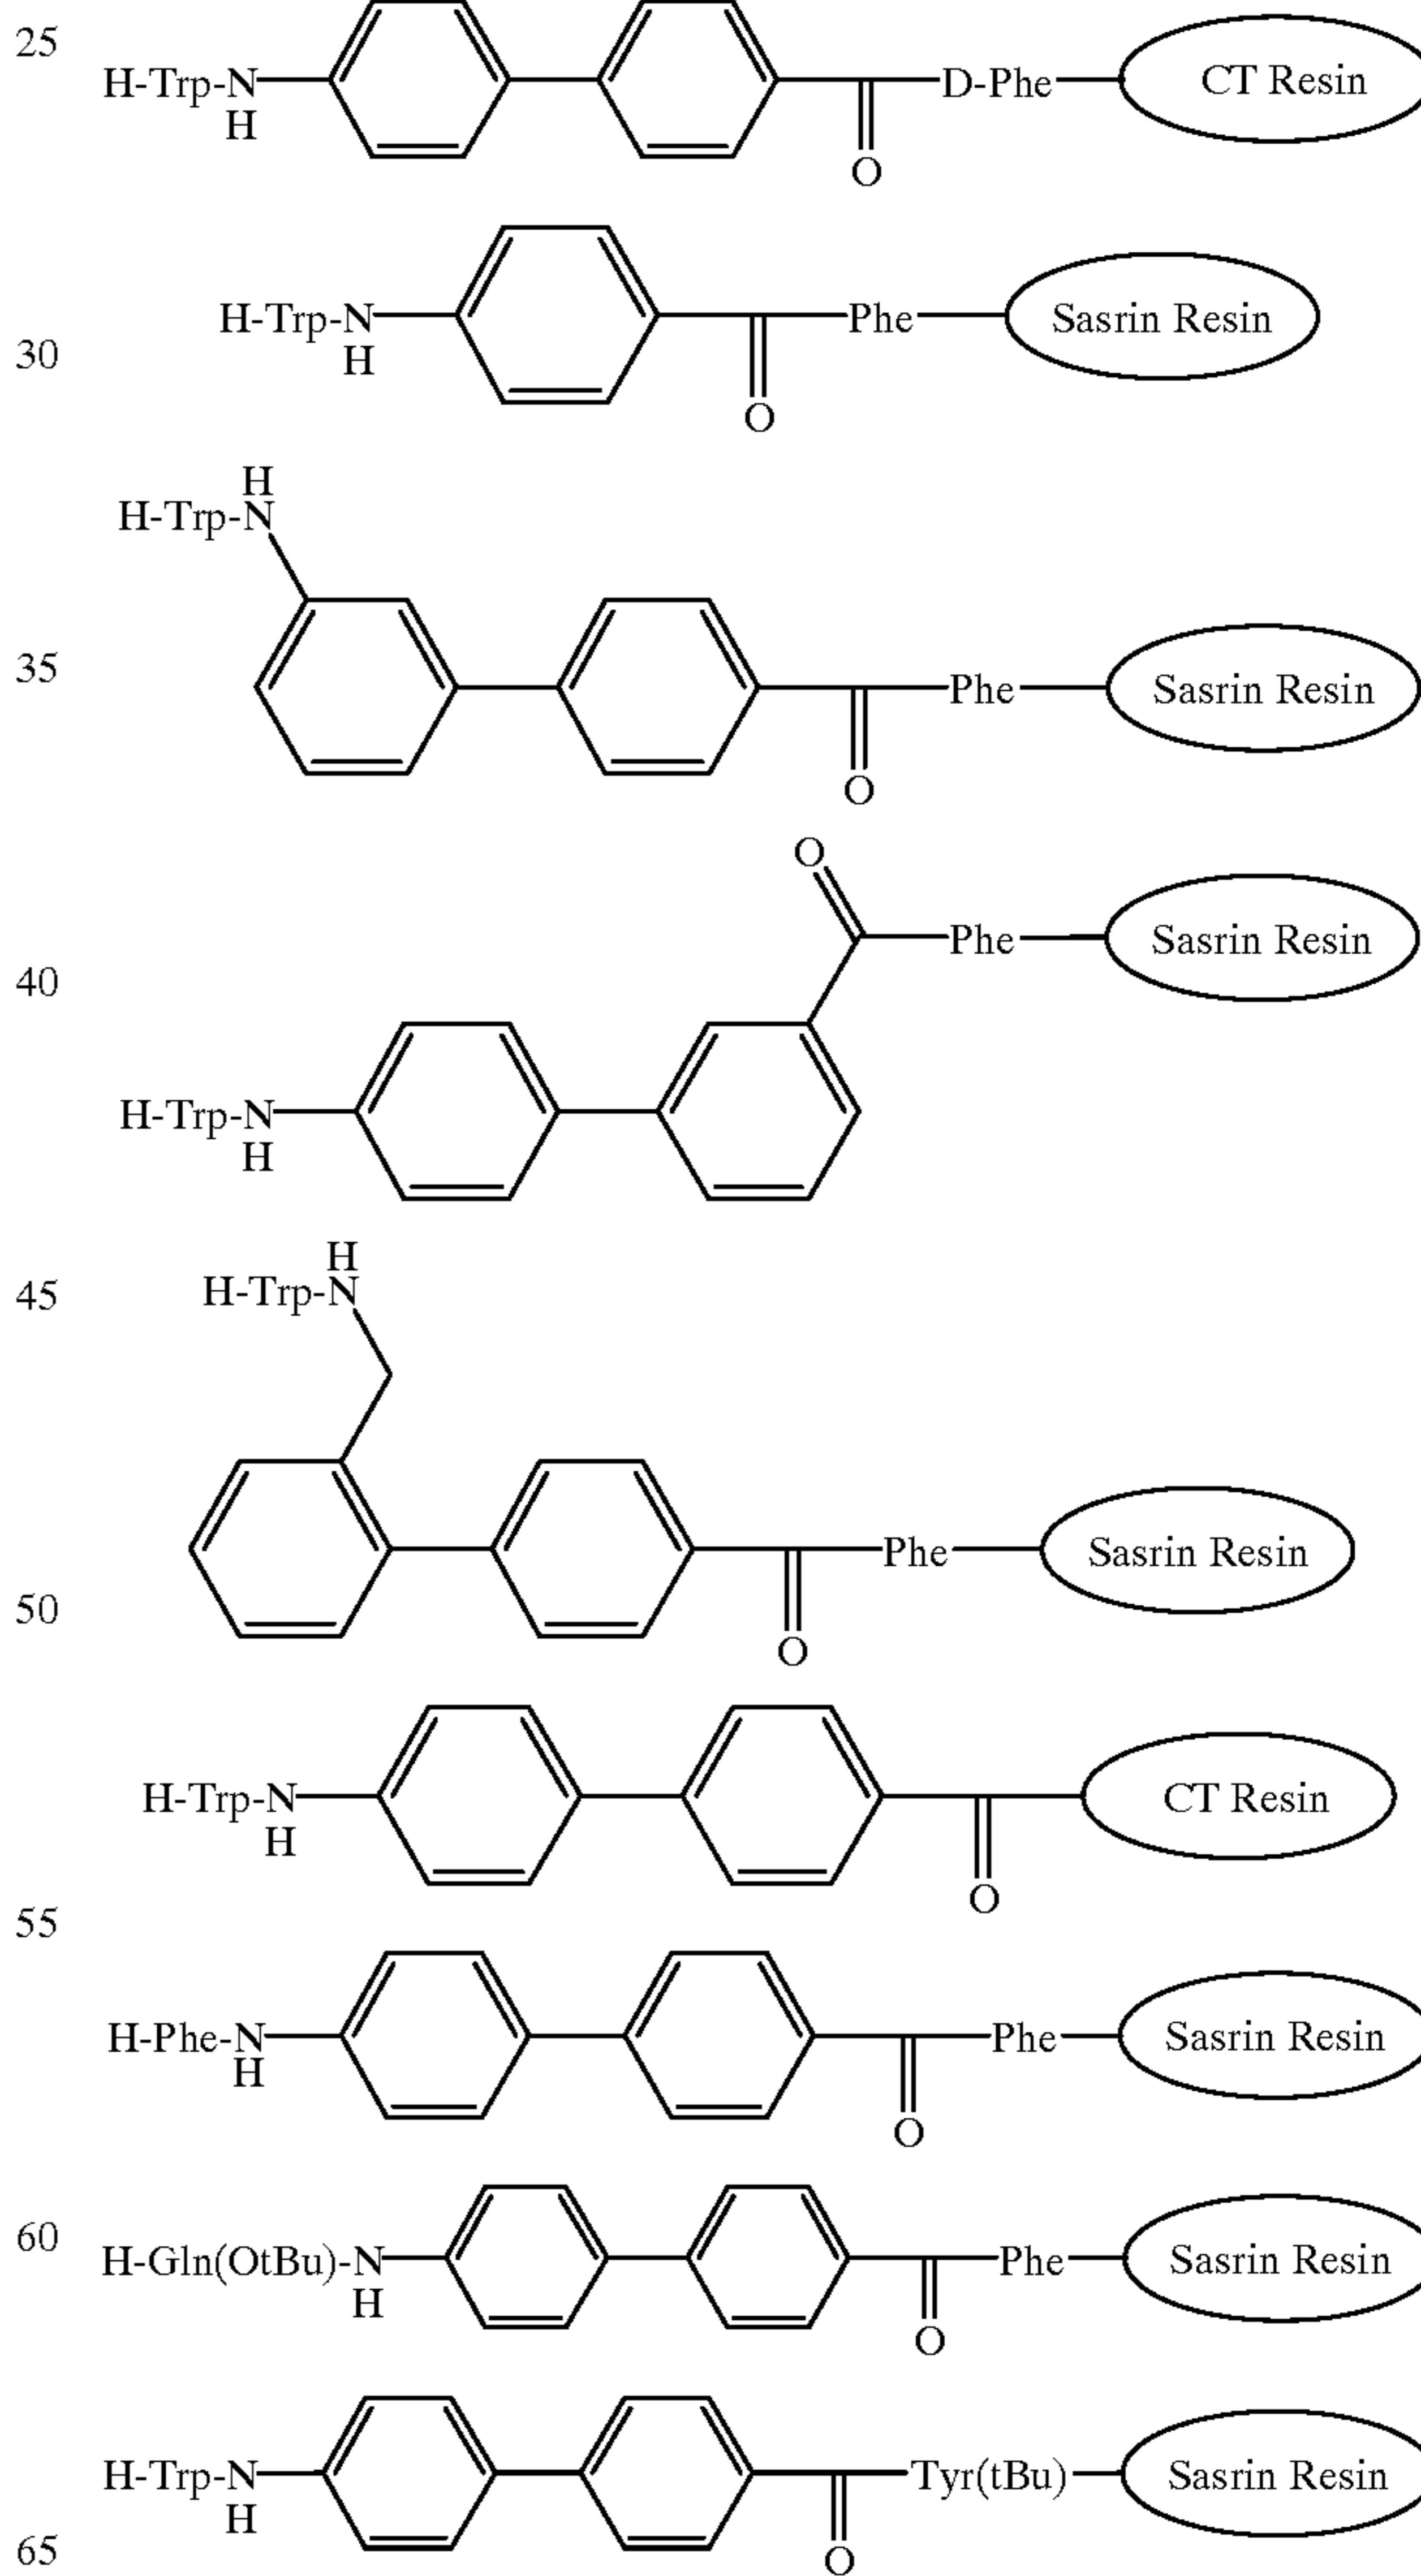 25
H-Trp-N
H
D-Phe
CT Resin
O
H-Trp-N
H
Phe
Sasrin Resin
30
O
H
H-Trp-N
35
Phe
Sasrin Resin
O
O
Phe
Sasrin Resin
40
H-Trp-N
H
H
45
H-Trp-N
Phe
Sasrin Resin
50
O
H-Trp-N
H
CT Resin
O
55
H-Phe-N
H
Phe
Sasrin Resin
O
60
H-Gln(OtBu)-N
H
Phe
Sasrin Resin
O
H-Trp-N
H
Tyr(tBu)
Sasrin Resin
65
O